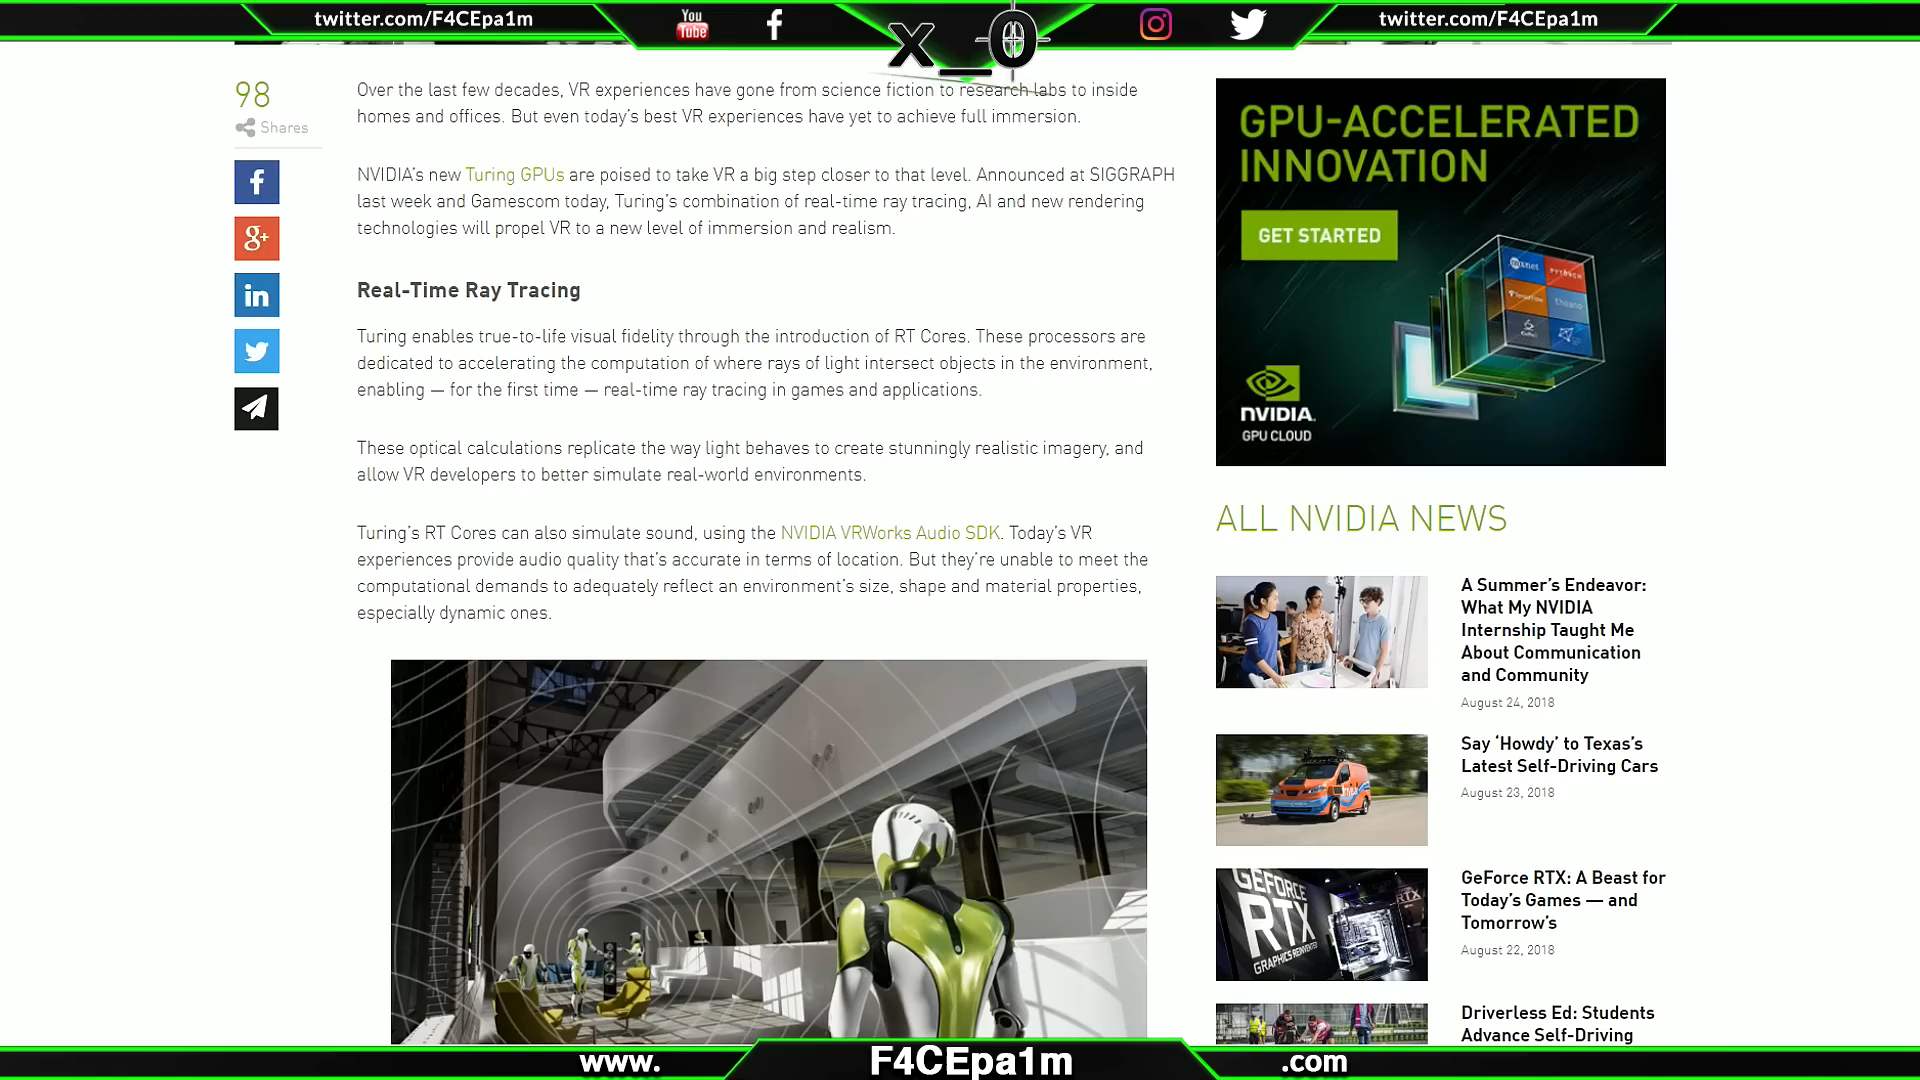 twitter.com/F4CEpa1m
You
Tube
X_0
twitter.com/F4CEpa1m
98
Shares
Over the last few decades, VR experiences have gone from science fiction to research labs to inside
homes and offices. But even today's best VR experiences have yet to achieve full immersion.
NVIDIA's new Turing GPUs are poised to take VR a big step closer to that level. Announced at SIGGRAPH
last week and Gamescom today, Turing's combination of real-time ray tracing, AI and new rendering
technologies will propel VR to a new level of immersion and realism.
Real-Time Ray Tracing
Turing enables true-to-life visual fidelity through the introduction of RT Cores. These processors are
dedicated to accelerating the computation of where rays of light intersect objects in the environment,
enabling — for the first time — real-time ray tracing in games and applications.
These optical calculations replicate the way light behaves to create stunningly realistic imagery, and
allow VR developers to better simulate real-world environments.
Turing's RT Cores can also simulate sound, using the NVIDIA VRWorks Audio SDK. Today's VR
experiences provide audio quality that's accurate in terms of location. But they're unable to meet the
computational demands to adequately reflect an environment's size, shape and material properties,
especially dynamic ones.
GPU-ACCELERATED
INNOVATION
GET STARTED
mxnet
PYTORCH
TensorFlow
theano
NVIDIA.
GPU CLOUD
ALL NVIDIA NEWS
A Summer's Endeavor:
What My NVIDIA
Internship Taught Me
About Communication
and Community
August 24, 2018
Say ‘Howdy’ to Texas's
Latest Self-Driving Cars
August 23, 2018
GEFORCE
RTX
GRAPHICS REINVENTED
RTX
GeForce RTX: A Beast for
Today's Games — and
Tomorrow's
August 22, 2018
Driverless Ed: Students
Advance Self-Driving
www.
F4CEpa1m
.com